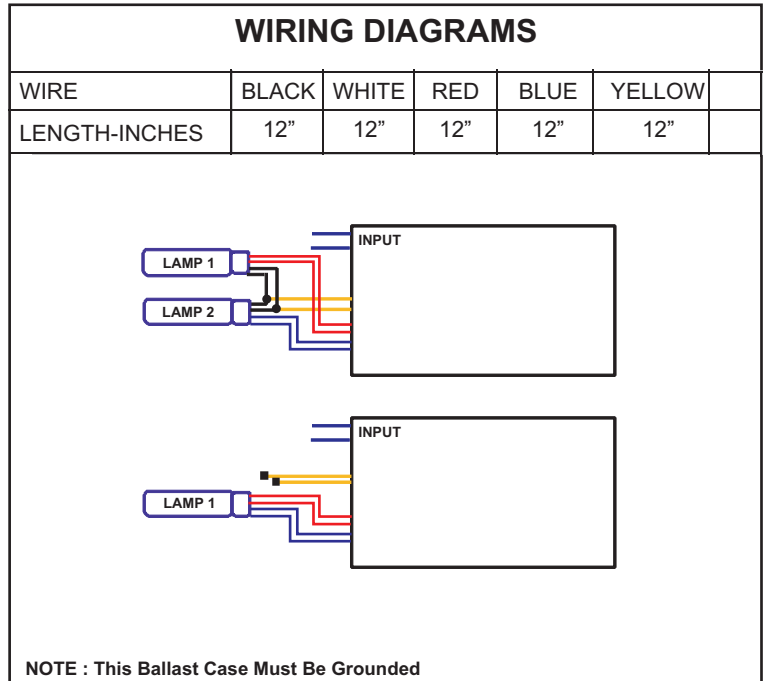 WIRING DIAGRAMS
WIRE BLACK WHITE RED BLUE YELLOW
LENGTH-INCHES 12” 12” 12” 12” 12”
INPUT
LAMP 1
LAMP 2
INPUT
LAMP 1
NOTE : This Ballast Case Must Be Grounded